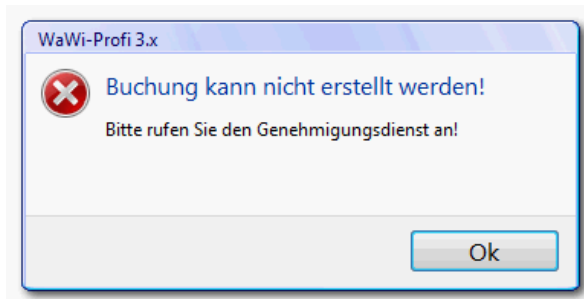 WaWi-Profi 3.x
Buchung kann nicht erstellt werden!
Bitte rufen Sie den Genehmigungsdienst an!
Ok